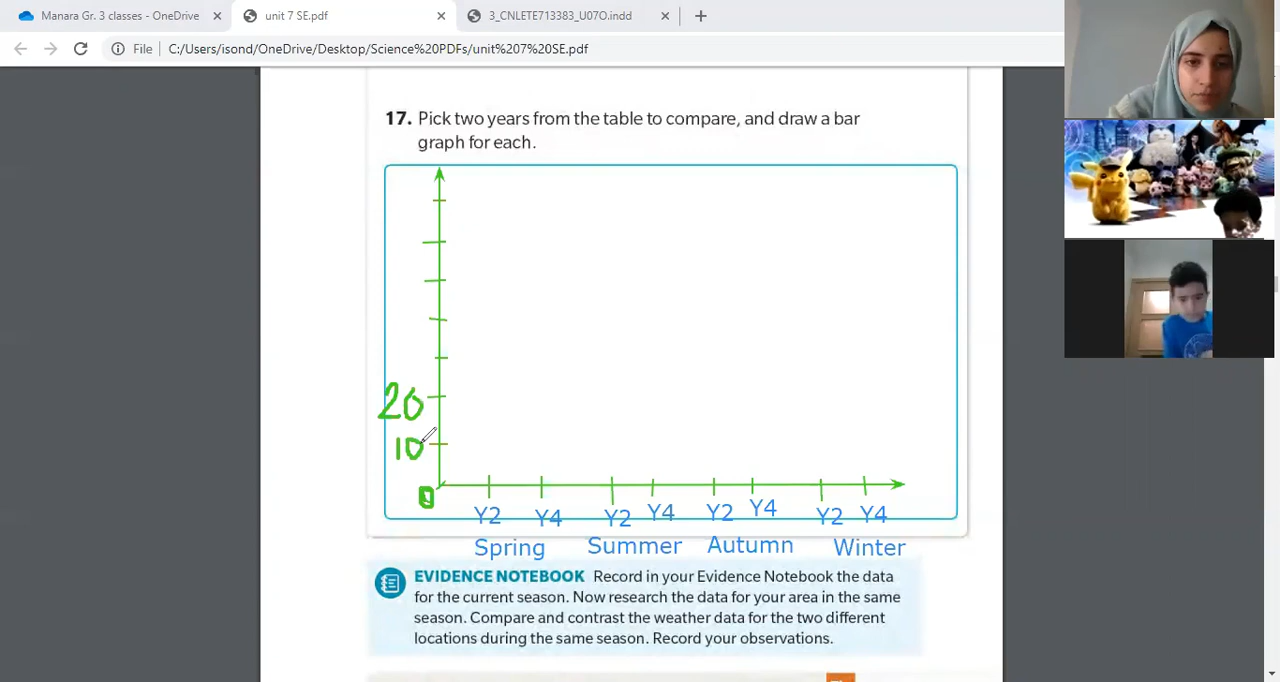 Manara Gr. 3 classes - OneDrive
unit 7 SE.pdf
3_CNLETE713383_U07O.indd
File C:/Users/isond/OneDrive/Desktop/Science%20PDFs/unit%207%20SE.pdf
17. Pick two years from the table to compare, and draw a bar
graph for each.
20
10
0
Y2 Y4 Y2 Y4 Y2 Y4 Y2 Y4
Spring Summer Autumn Winter
EVIDENCE NOTEBOOK Record in your Evidence Notebook the data
for the current season. Now research the data for your area in the same
season. Compare and contrast the weather data for the two different
locations during the same season. Record your observations.